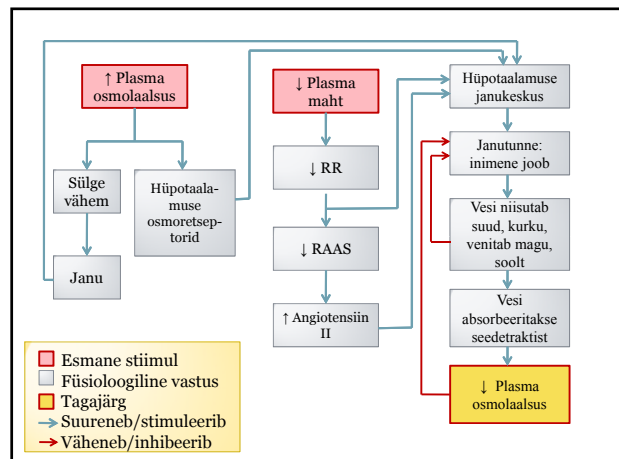 ↑ Plasma
osmolaalsus
Sülge
vähem
Janu
Hüpotaala-
muse
osmoretsep-
torid
↓ Plasma
maht
↓ RR
↓ RAAS
↑ Angiotensiin
II
Hüpotaalamuse
janukeskus
Janutunne:
inimene joob
Vesi niisutab
suud, kurku,
venitab magu,
soolt
Vesi
absorbeeritakse
seedetraktist
↓ Plasma
osmolaalsus
Esmane stiimul
Füsioloogiline vastus
Tagajärg
Suureneb/stimuleerib
Väheneb/inhibeerib